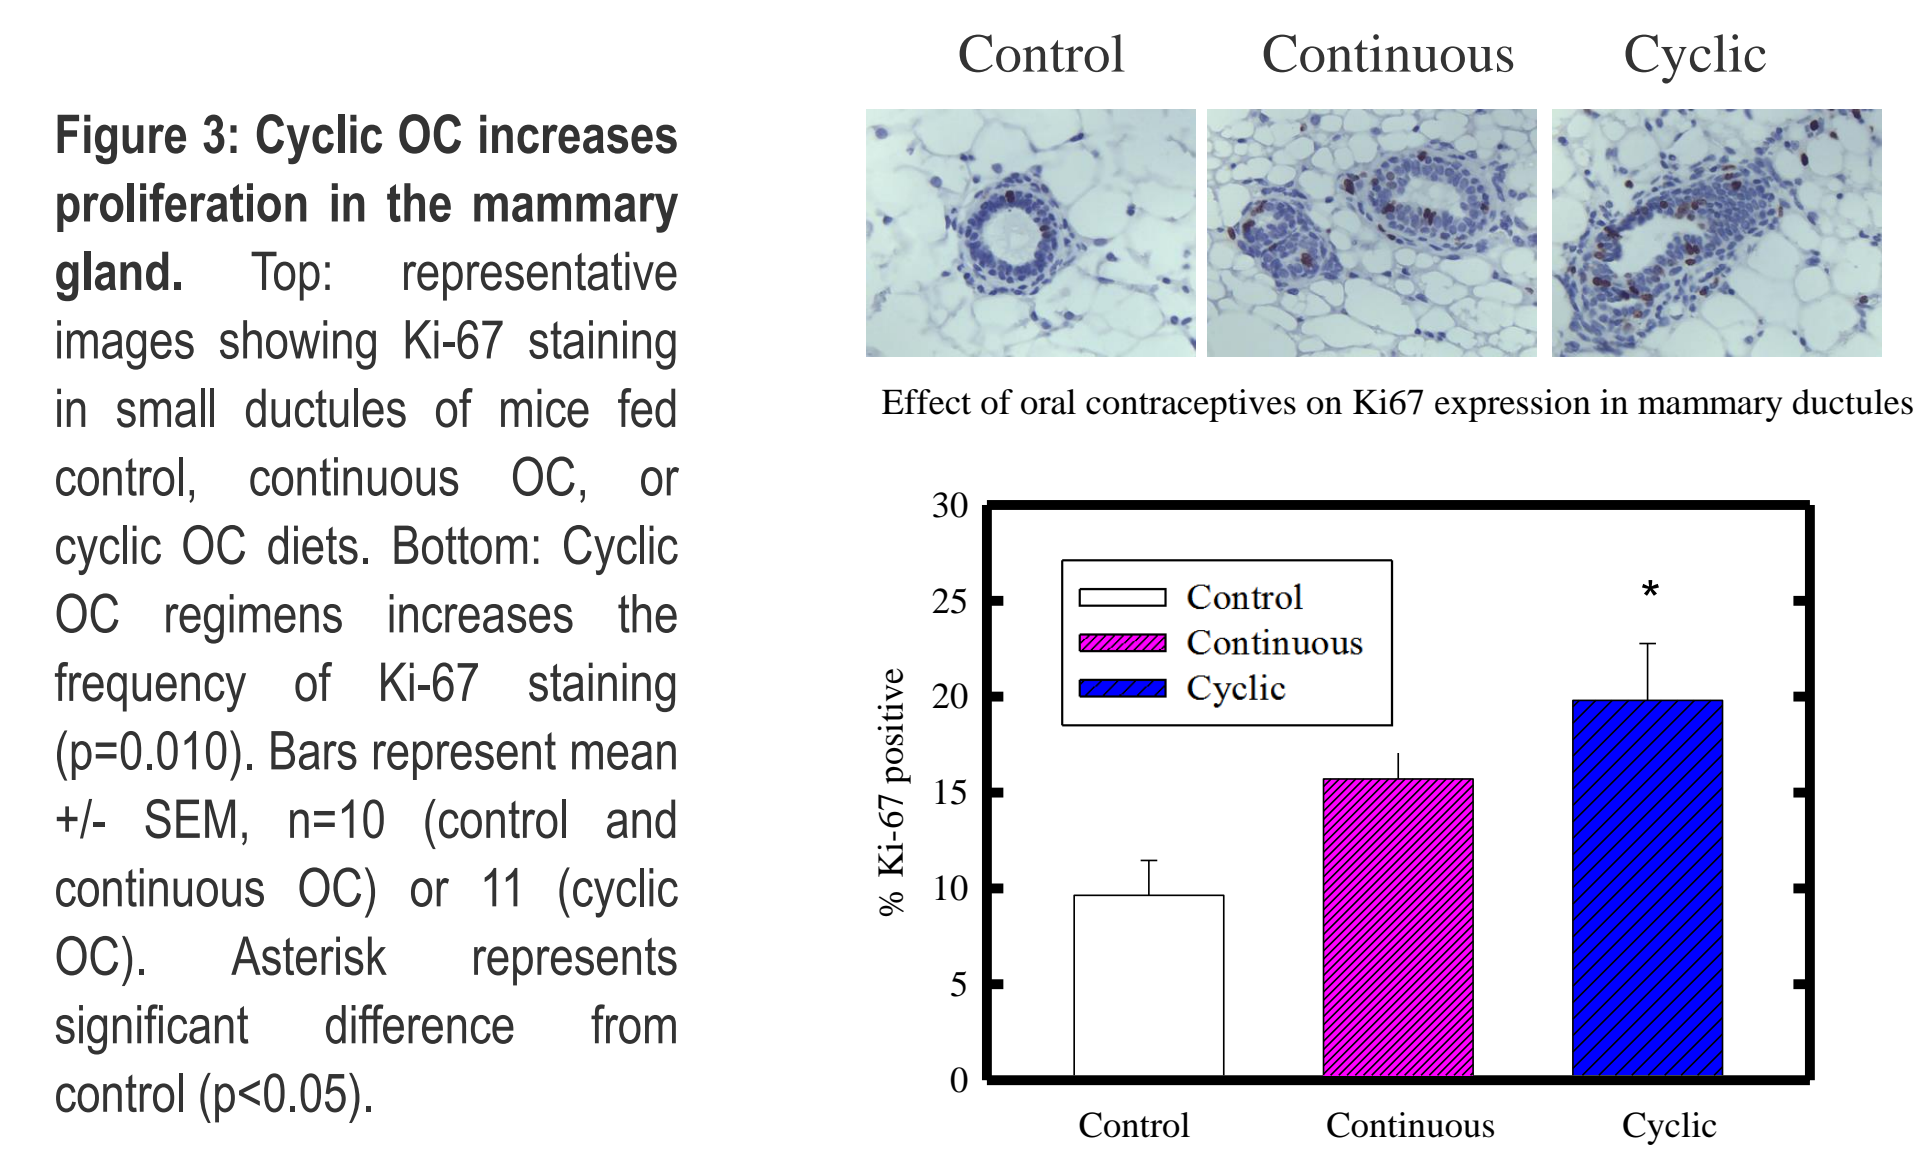 Figure 3: Cyclic OC increases
proliferation in the mammary
gland. Top: representative
images showing Ki-67 staining
in small ductules of mice fed
control, continuous OC, or
cyclic OC diets. Bottom: Cyclic
OC regimens increases the
frequency of Ki-67 staining
(p=0.010). Bars represent mean
+/- SEM, n=10 (control and
continuous OC) or 11 (cyclic
OC). Asterisk represents
significant difference from
control (p<0.05).
Control Continuous Cyclic
Effect of oral contraceptives on Ki67 expression in mammary ductules
% Ki-67 positive
30
25
20
15
10
5
0
Control
Continuous
Cyclic
*
Control Continuous Cyclic